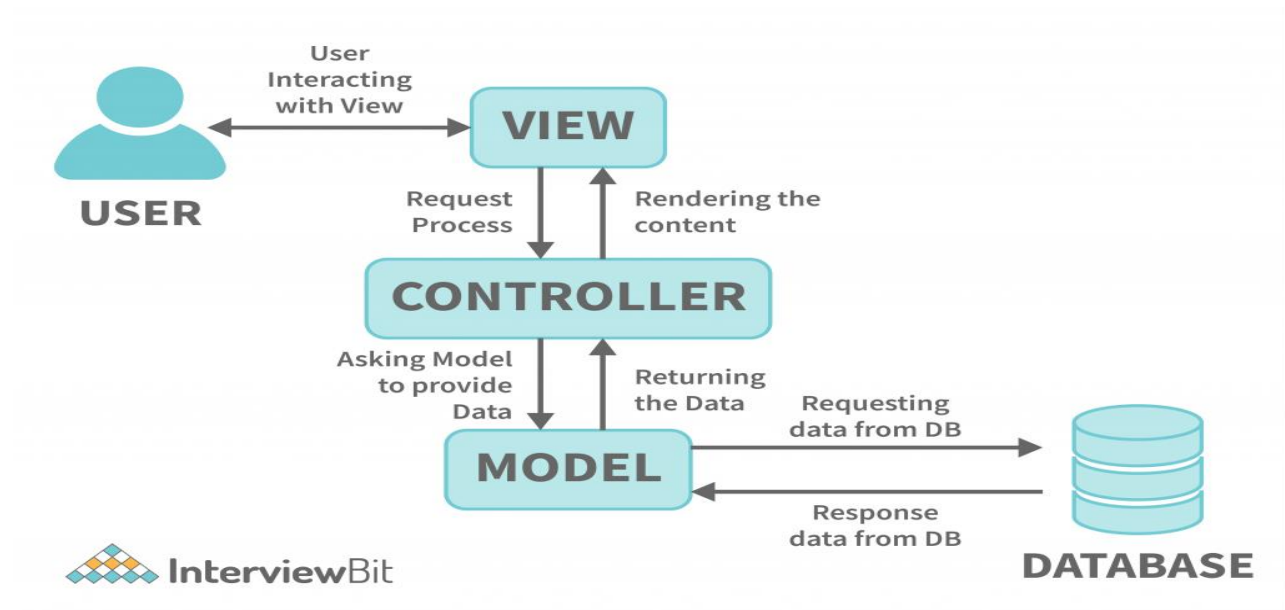 User
Interacting
with View
VIEW
USER
Request
Process
Rendering the
content
CONTROLLER
Asking Model
to provide
Data
Returning
the Data
Requesting
data from DB
MODEL
Response
data from DB
DATABASE
InterviewBit